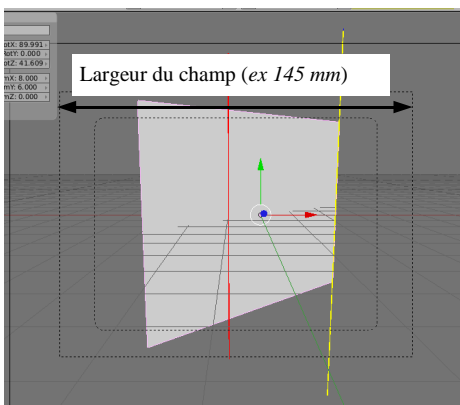 otX: 89.991
RotY: 0.000
otZ: 41.609
mX: 8.000
mY: 6.000
mZ: 0.000
Largeur du champ (ex 145 mm)